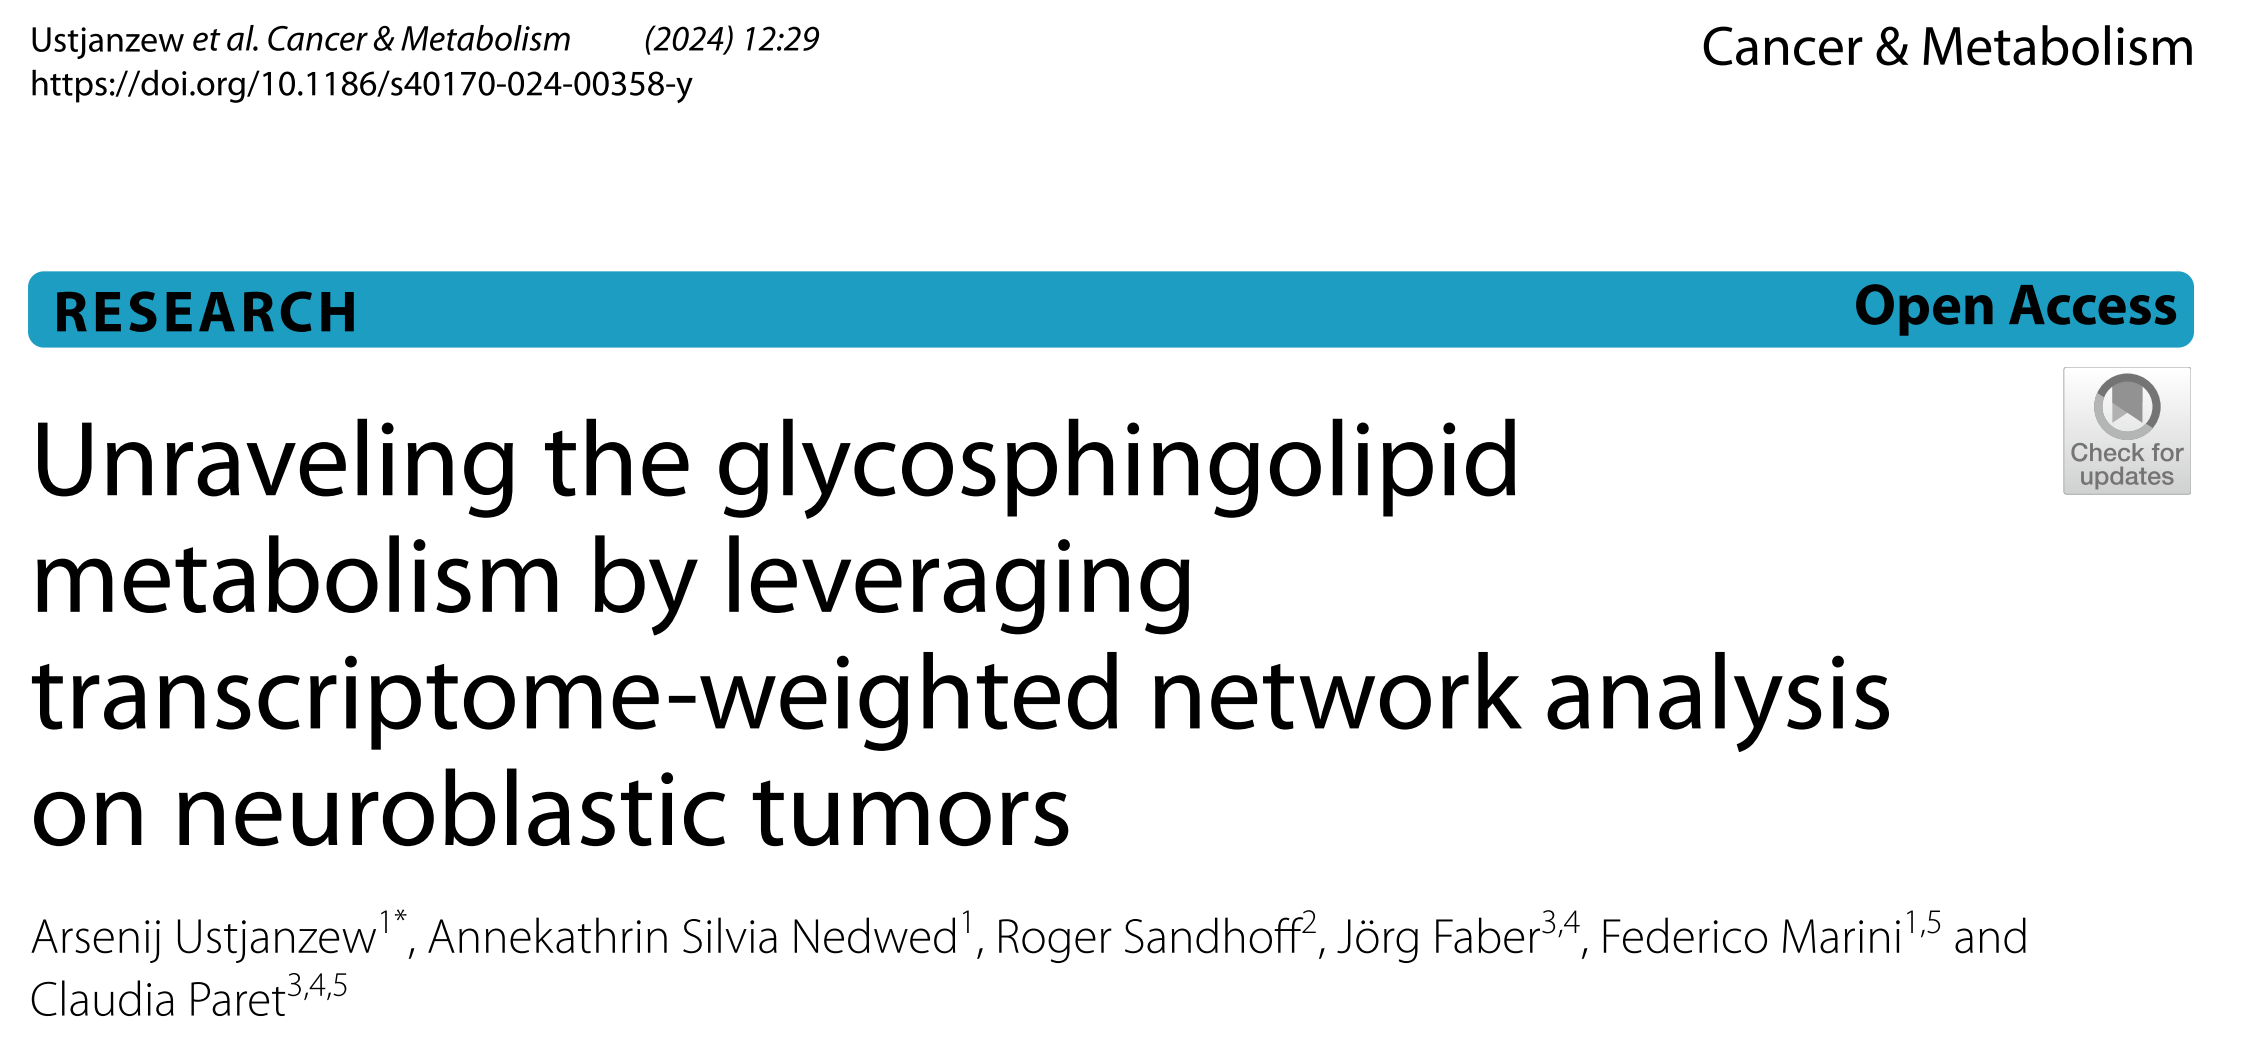 Ustjanzew et al. Cancer & Metabolism (2024) 12:29
https://doi.org/10.1186/s40170-024-00358-y
Cancer & Metabolism
RESEARCH Open Access
Check for
updates
Unraveling the glycosphingolipid
metabolism by leveraging
transcriptome-weighted network analysis
on neuroblastic tumors
Arsenij Ustjanzew1*, Annekathrin Silvia Nedwed1, Roger Sandhoff2, Jörg Faber3,4, Federico Marini1,5 and
Claudia Paret3,4,5